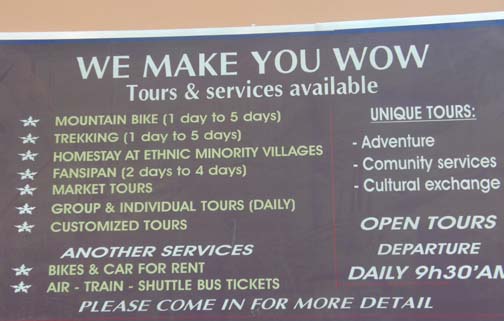 WE MAKE YOU WOW
Tours & services available
MOUNTAIN BIKE (1 day to 5 days)
TREKKING (1 day to 5 days)
HOMESTAY AT ETHNIC MINORITY VILLAGES
FANSIPAN (2 days to 4 days)
MARKET TOURS
GROUP & INDIVIDUAL TOURS (DAILY)
CUSTOMIZED TOURS
ANOTHER SERVICES
BIKES & CAR FOR RENT
AIR - TRAIN - SHUTTLE BUS TICKETS
UNIQUE TOURS:
- Adventure
- Comunity services
- Cultural exchange
OPEN TOURS
DEPARTURE
DAILY 9h30'AM
PLEASE COME IN FOR MORE DETAIL